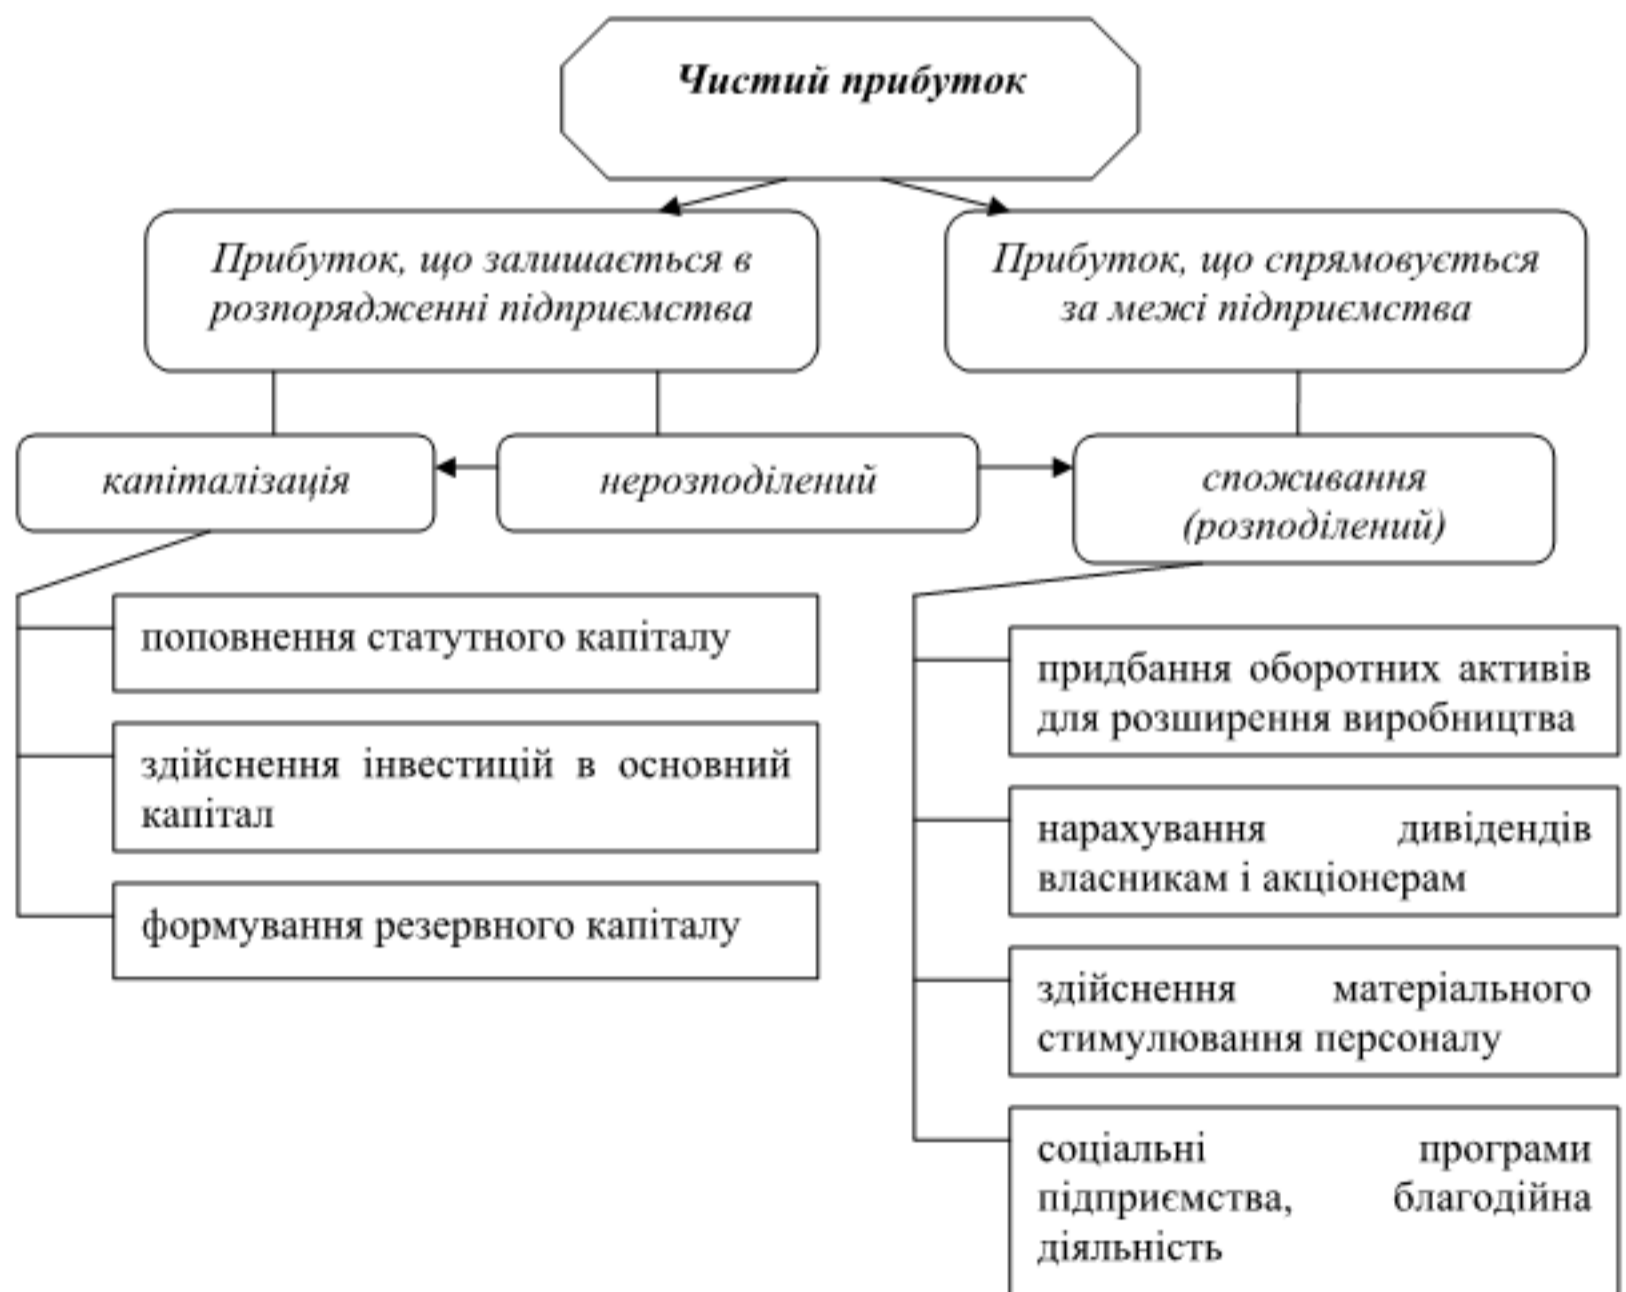 Чистий прибуток
Прибуток, що залишається в
розпорядженні підприємства
Прибуток, що спрямовується
за межі підприємства
капіталізація
нерозподілений
споживання
(розподілений)
поповнення статутного капіталу
здійснення інвестицій в основний
капітал
формування резервного капіталу
придбання оборотних активів
для розширення виробництва
нарахування дивідендів
власникам і акціонерам
здійснення матеріального
стимулювання персоналу
соціальні програми
підприємства, благодійна
діяльність